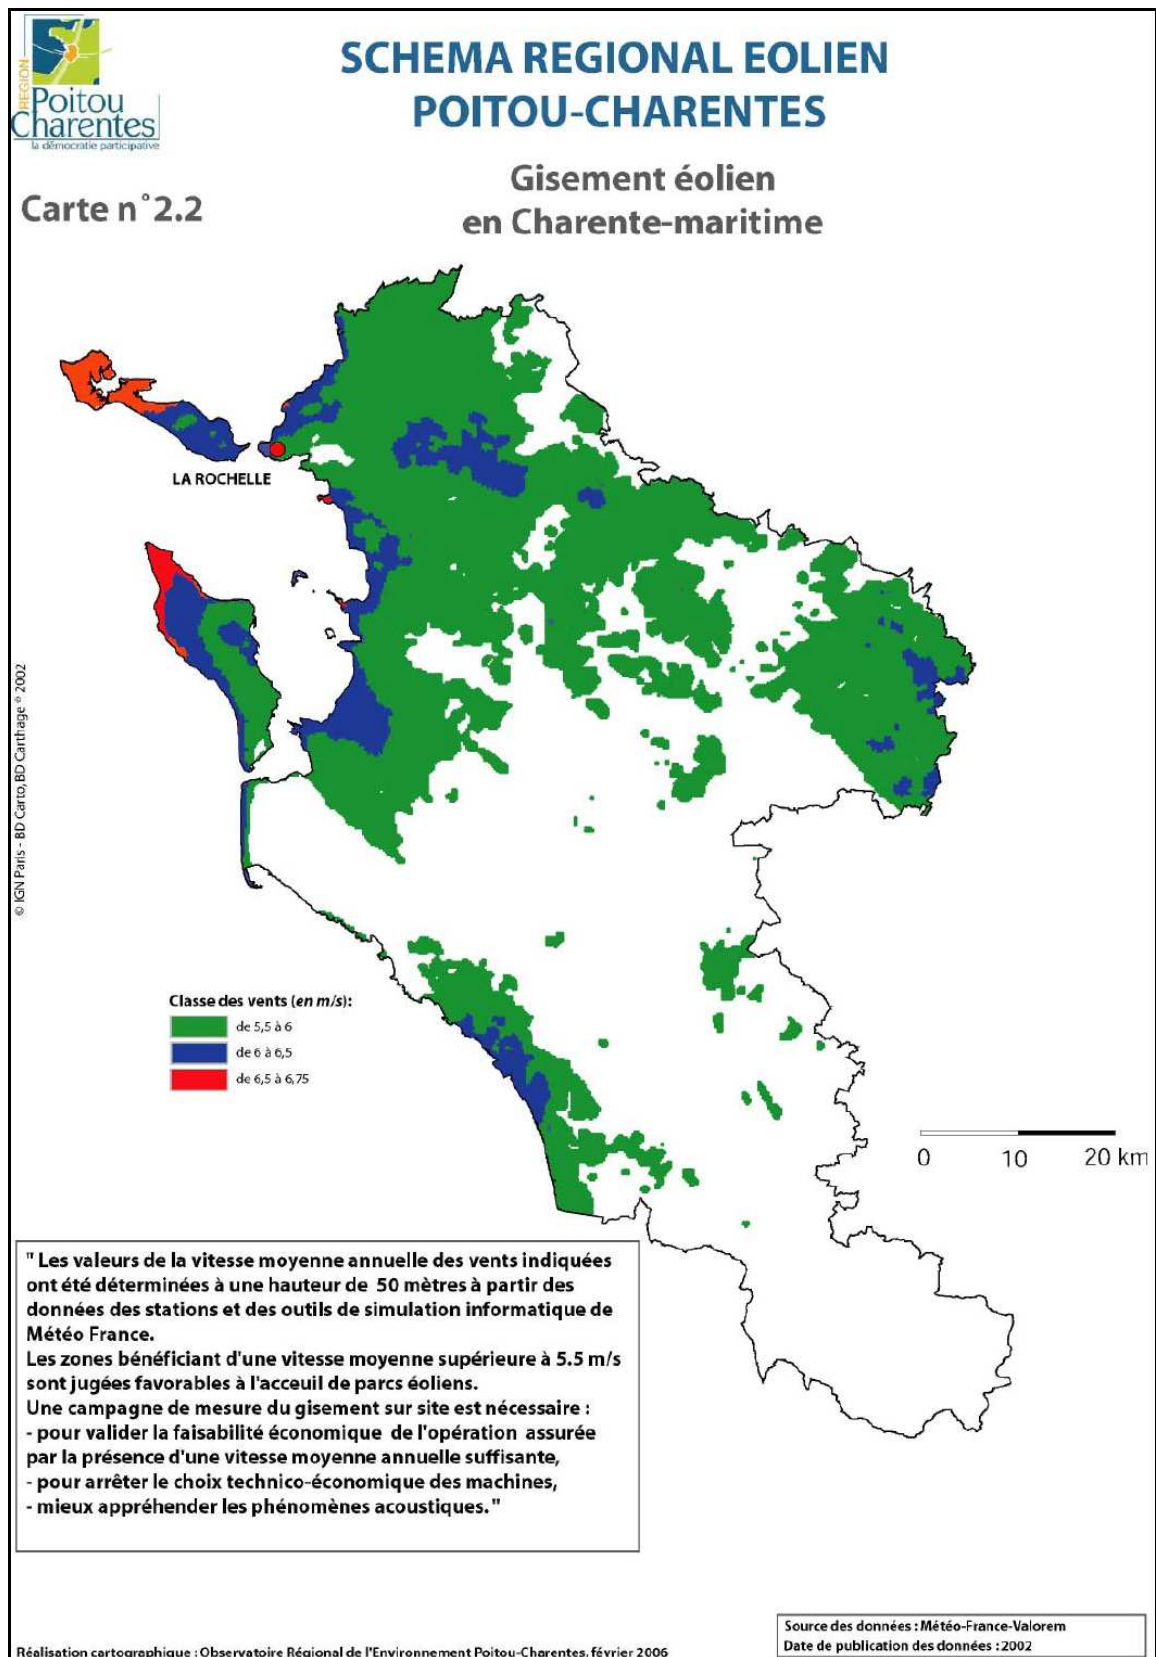 REGION
Poitou
Charentes
la démocratie participative
SCHEMA REGIONAL EOLIEN
POITOU-CHARENTES
Carte n°2.2
Gisement éolien
en Charente-maritime
LA ROCHELLE
© IGN Paris - BD Carto, BD Carthage ® 2002
Classe des vents (en m/s):
de 5,5 à 6
de 6 à 6,5
de 6,5 à 6,75
0 10 20 km
" Les valeurs de la vitesse moyenne annuelle des vents indiquées
ont été déterminées à une hauteur de 50 mètres à partir des
données des stations et des outils de simulation informatique de
Météo France.
Les zones bénéficiant d'une vitesse moyenne supérieure à 5.5 m/s
sont jugées favorables à l'acceuil de parcs éoliens.
Une campagne de mesure du gisement sur site est nécessaire :
- pour valider la faisabilité économique de l'opération assurée
par la présence d'une vitesse moyenne annuelle suffisante,
- pour arrêter le choix technico-économique des machines,
- mieux appréhender les phénomènes acoustiques. "
Source des données : Météo-France-Valorem
Date de publication des données : 2002
Réalisation cartographique : Observatoire Régional de l'Environnement Poitou-Charentes, février 2006